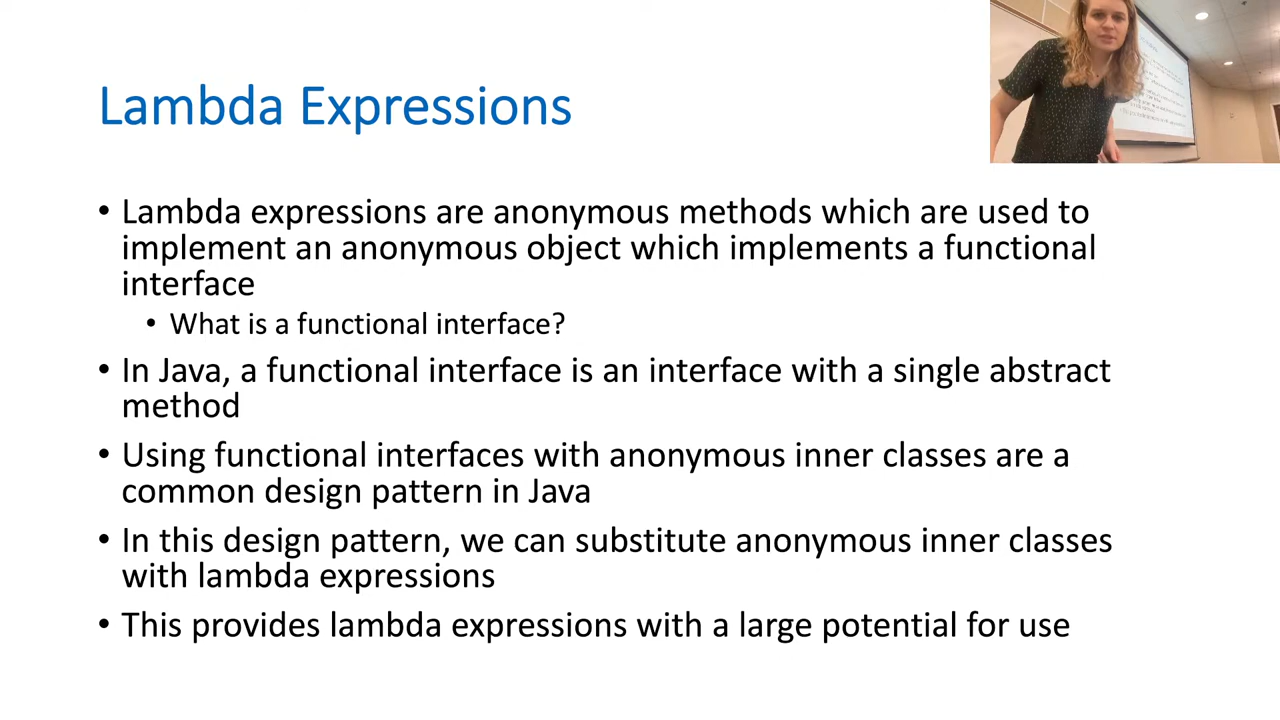 Lambda Expressions
• Lambda expressions are anonymous methods which are used to
implement an anonymous object which implements a functional
interface
• What is a functional interface?
• In Java, a functional interface is an interface with a single abstract
method
• Using functional interfaces with anonymous inner classes are a
common design pattern in Java
• In this design pattern, we can substitute anonymous inner classes
with lambda expressions
• This provides lambda expressions with a large potential for use